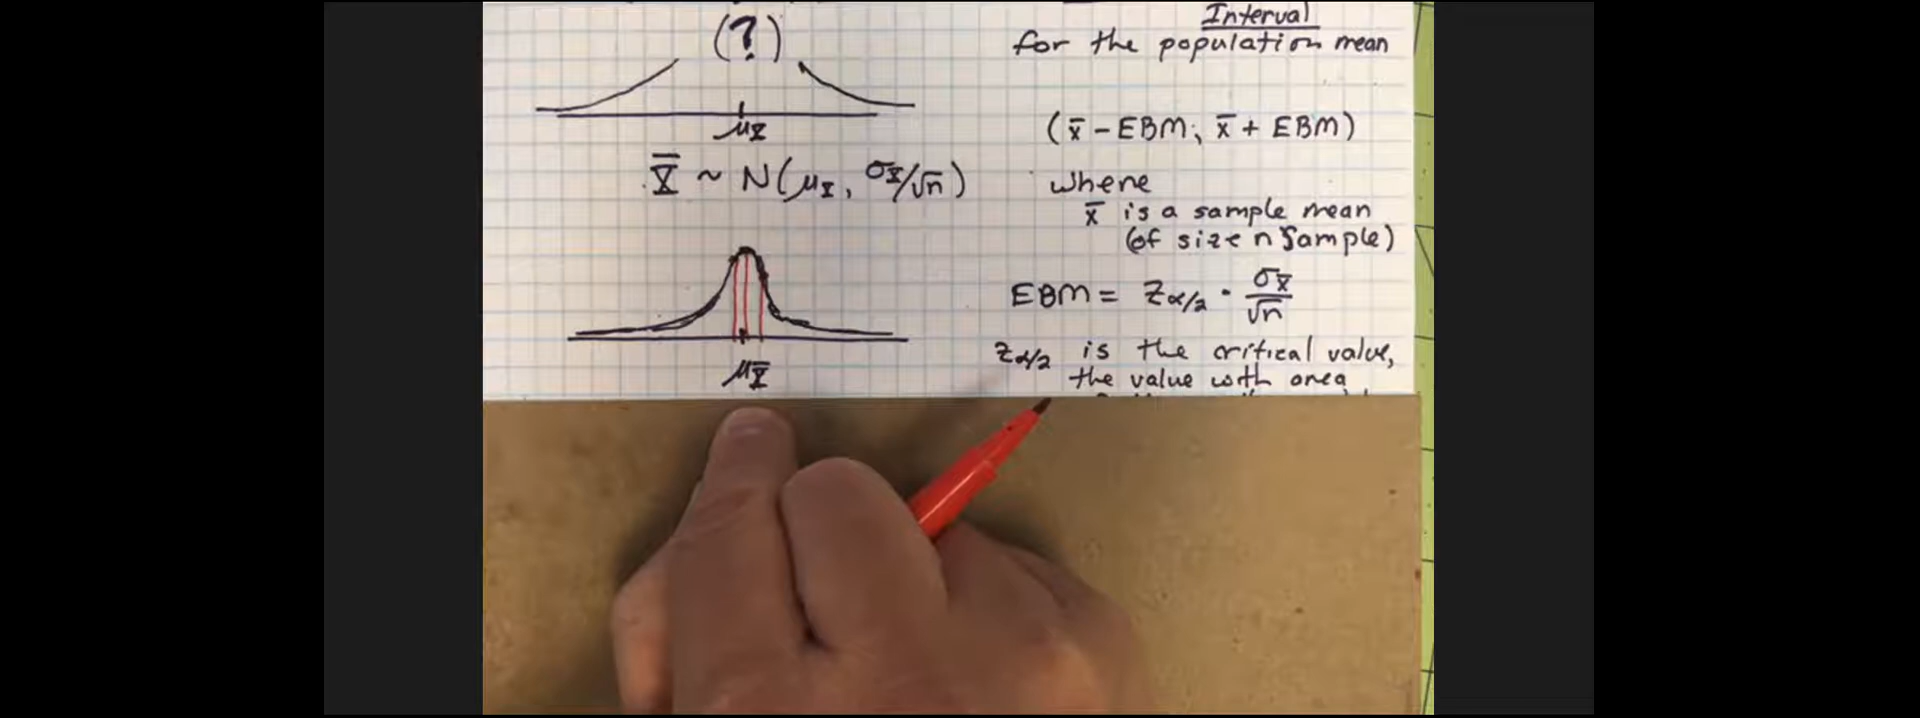 (?)
μX
X̄ ~ N(μX, σX/√n)
μX̄
Interval
for the population mean
(x̄ - EBM, x̄ + EBM)
where
x̄ is a sample mean
(of size n sample)
EBM = Zα/2 · σX/√n
Zα/2 is the critical value,
the value with area